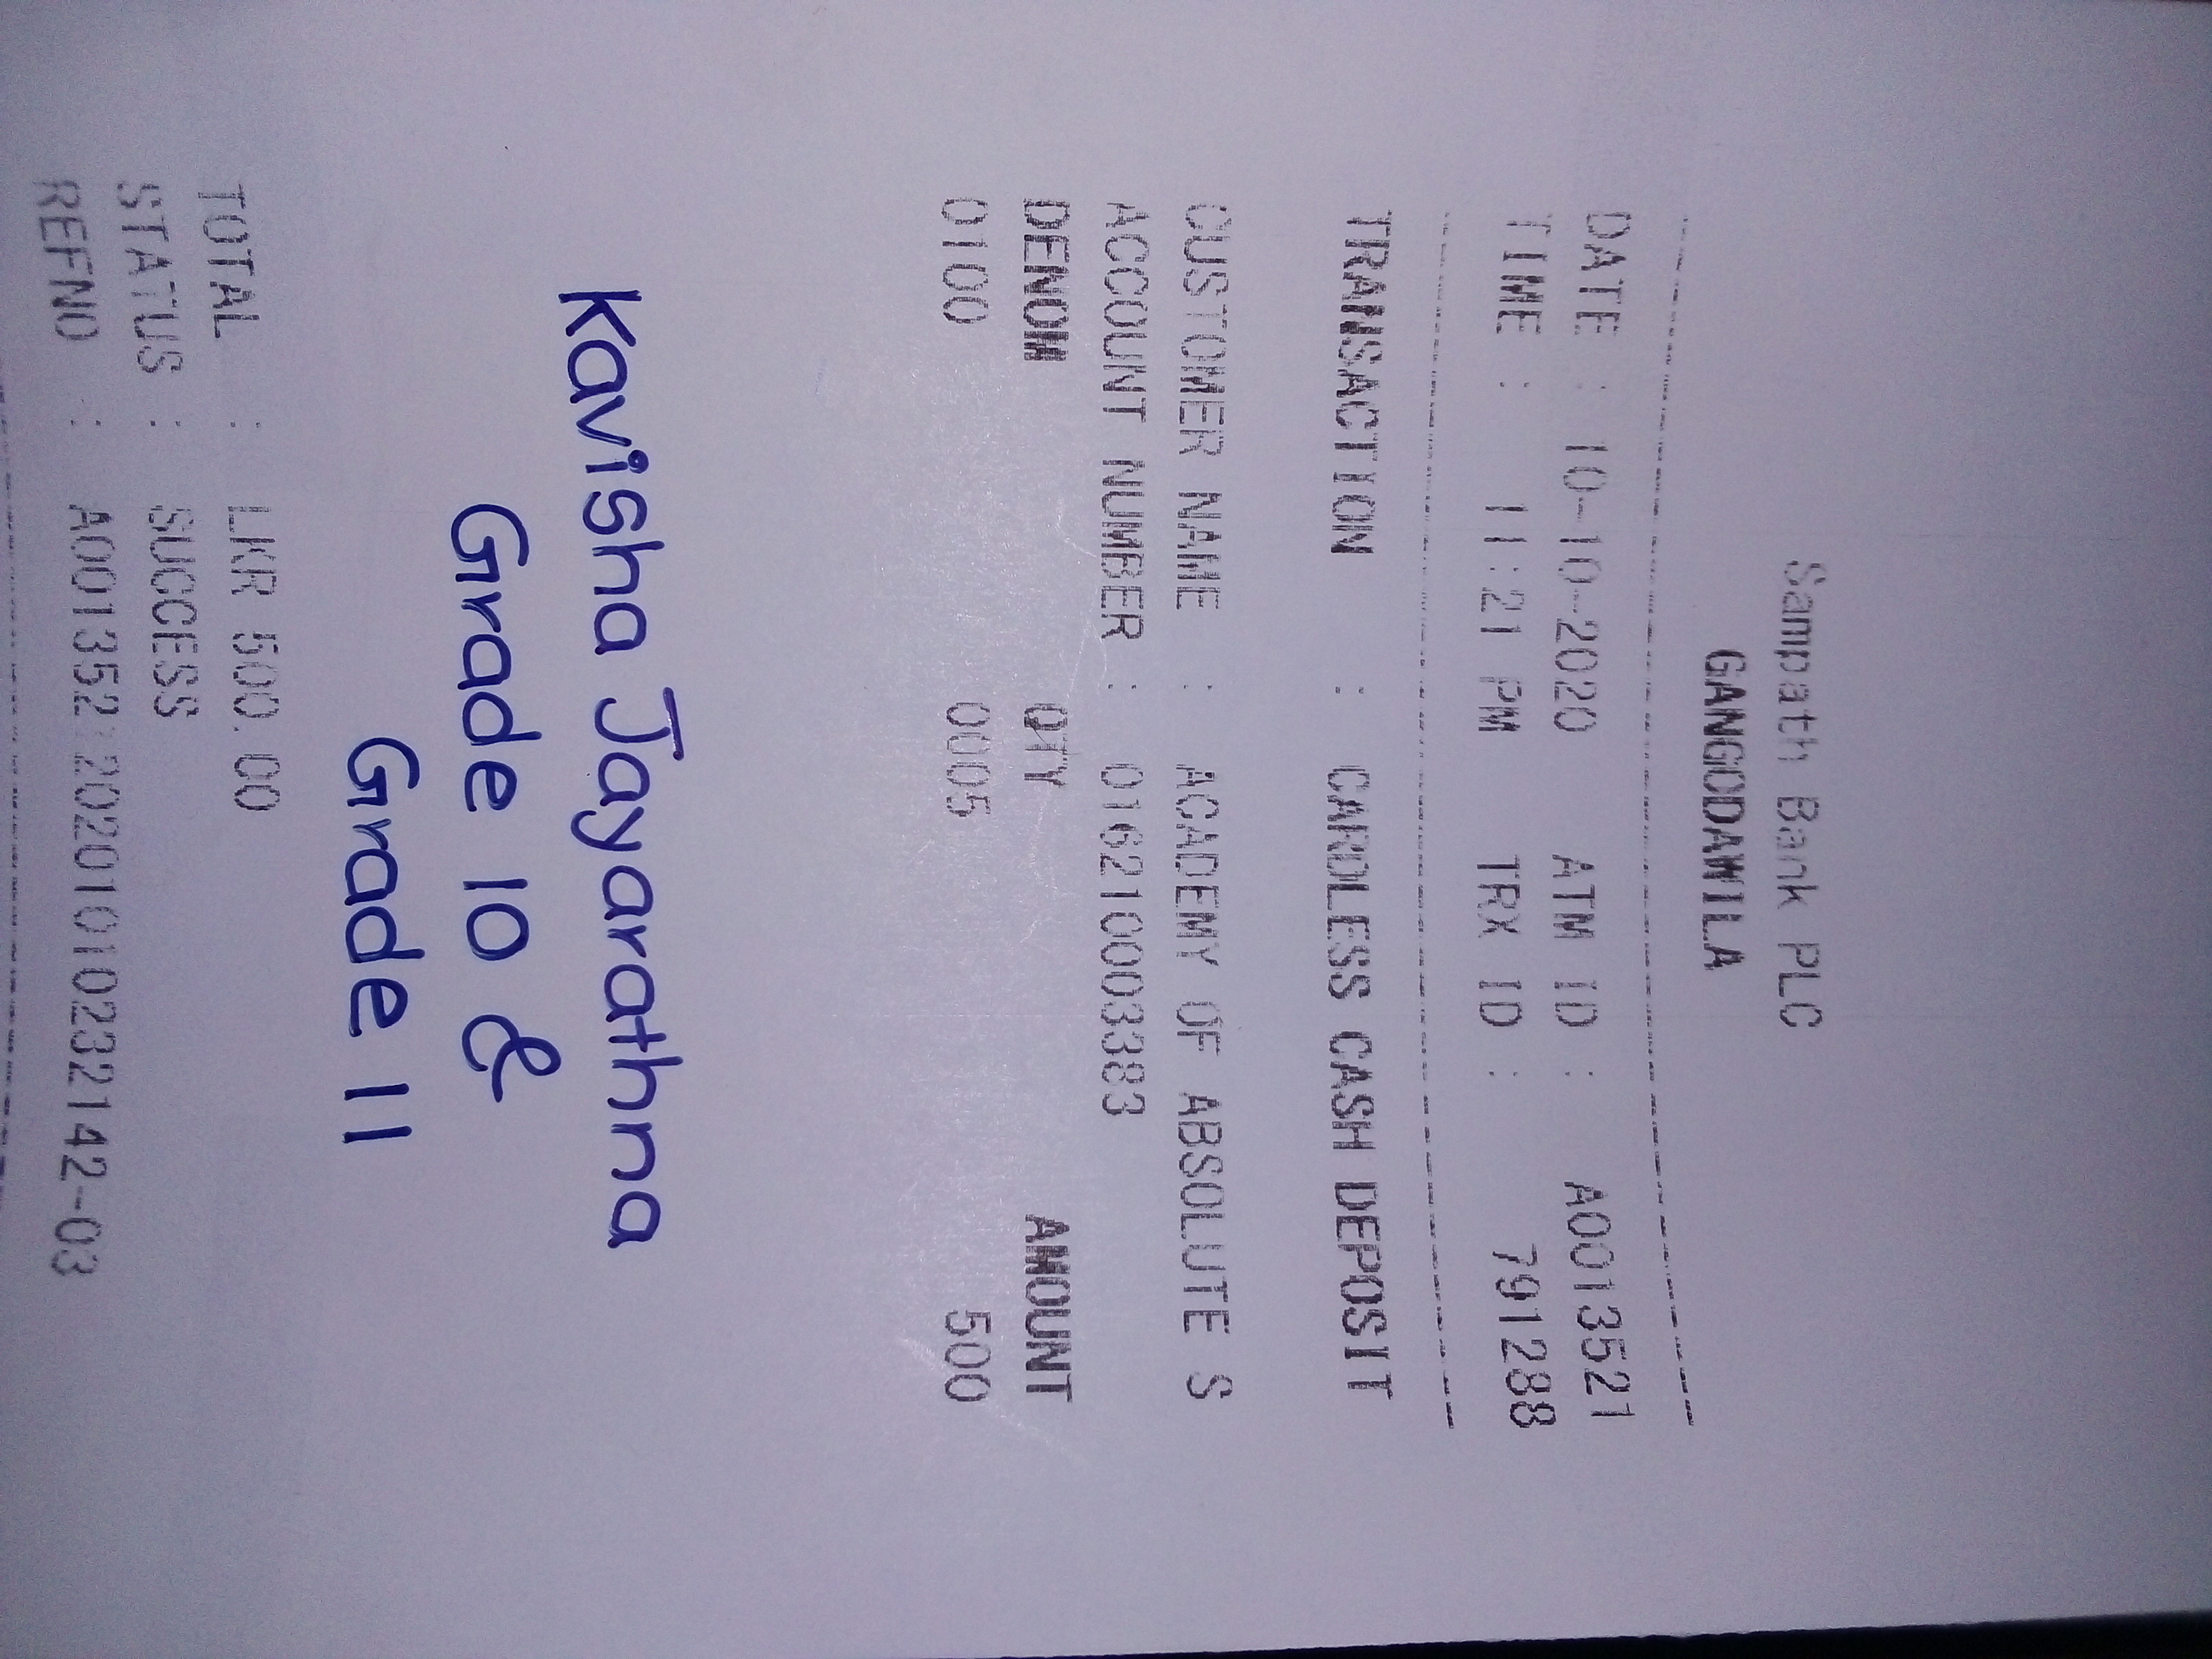 Sampath Bank PLC
GANGODAWILA
DATE : 10-10-2020 ATM ID : A0013521
TIME : 11:21 PM TRX ID : 791288
TRANSACTION : CARDLESS CASH DEPOSIT
CUSTOMER NAME : ACADEMY OF ABSOLUTE S
ACCOUNT NUMBER : 016210003383
DENOM QTY AMOUNT
0100 0005 500
Kavisha Jayarathna
Grade 10 &
Grade 11
TOTAL : LKR 500.00
STATUS : SUCCESS
REFNO : A001352120201010232142-03